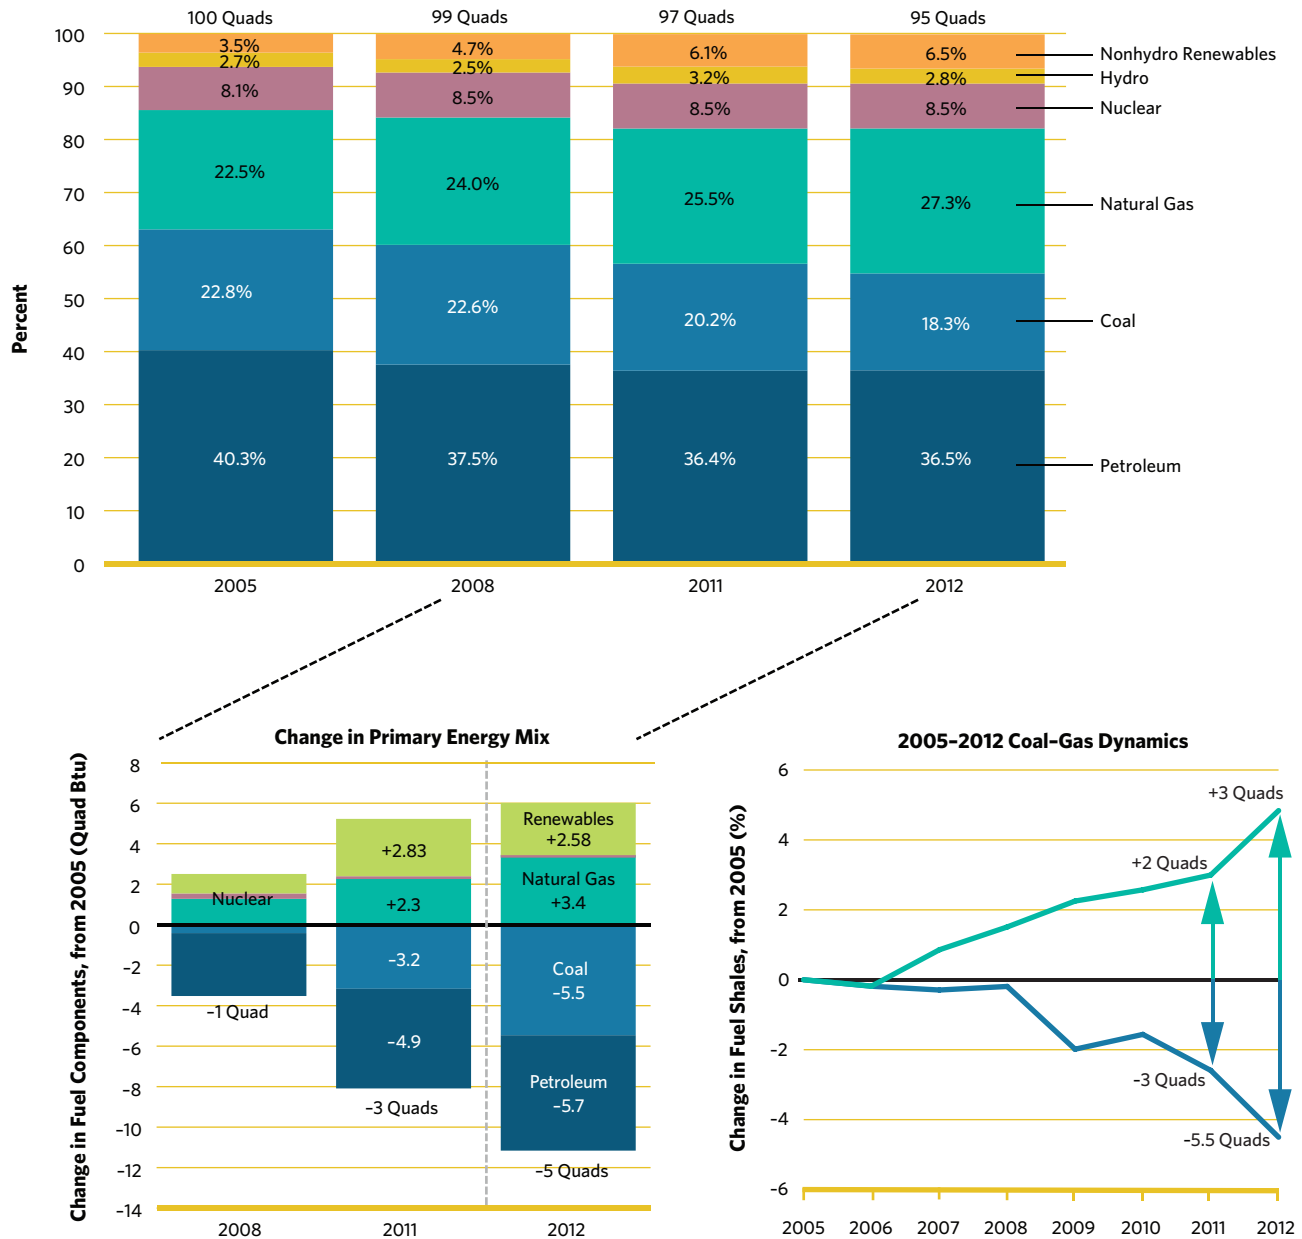 100 Quads 99 Quads 97 Quads 95 Quads
100
90
80
70
60
50
40
30
20
10
0
Percent
3.5% 4.7% 6.1% 6.5% Nonhydro Renewables
2.7% 2.5% 3.2% 2.8% Hydro
8.1% 8.5% 8.5% 8.5% Nuclear
22.5% 24.0% 25.5% 27.3% Natural Gas
22.8% 22.6% 20.2% 18.3% Coal
40.3% 37.5% 36.4% 36.5% Petroleum
2005 2008 2011 2012
Change in Primary Energy Mix
Change in Fuel Components, from 2005 (Quad Btu)
8
6
4
2
0
-2
-4
-6
-8
-10
-12
-14
Nuclear
-1 Quad
+2.83
+2.3
-3.2
-4.9
-3 Quads
Renewables
+2.58
Natural Gas
+3.4
Coal
-5.5
Petroleum
-5.7
-5 Quads
2008 2011 2012
2005–2012 Coal–Gas Dynamics
Change in Fuel Shales, from 2005 (%)
6
4
2
0
-2
-4
-6
+3 Quads
+2 Quads
-3 Quads
-5.5 Quads
2005 2006 2007 2008 2009 2010 2011 2012